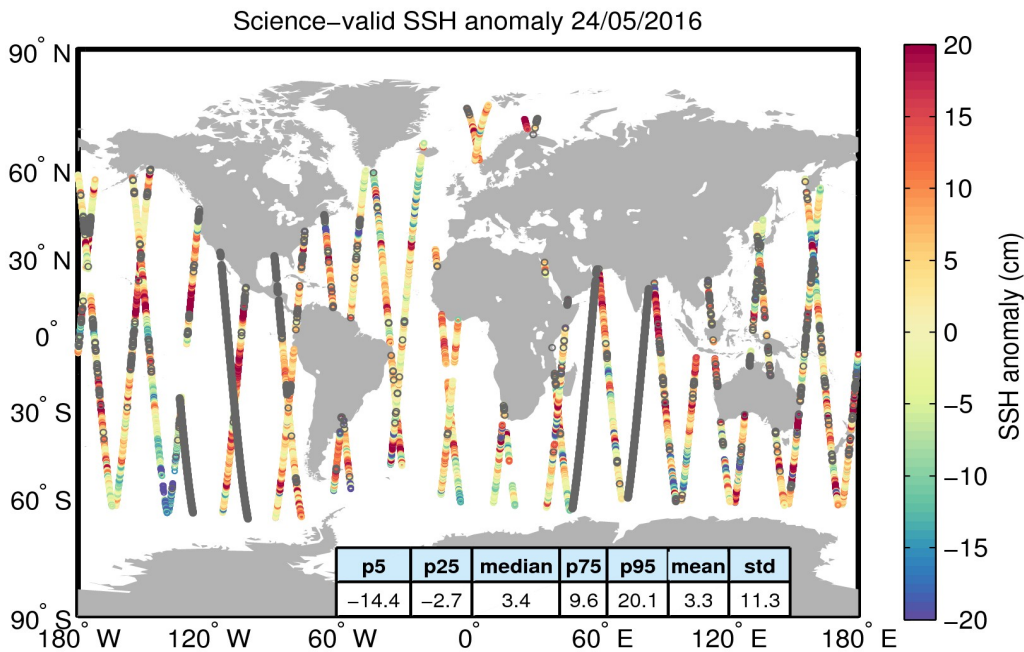 Science−valid SSH anomaly 24/05/2016
90° N
60° N
30° N
0°
30° S
60° S
90° S
180° W
120° W
60° W
0°
60° E
120° E
180° E
p5 p25 median p75 p95 mean std
−14.4 −2.7 3.4 9.6 20.1 3.3 11.3
20
15
10
5
0
−5
−10
−15
−20
SSH anomaly (cm)